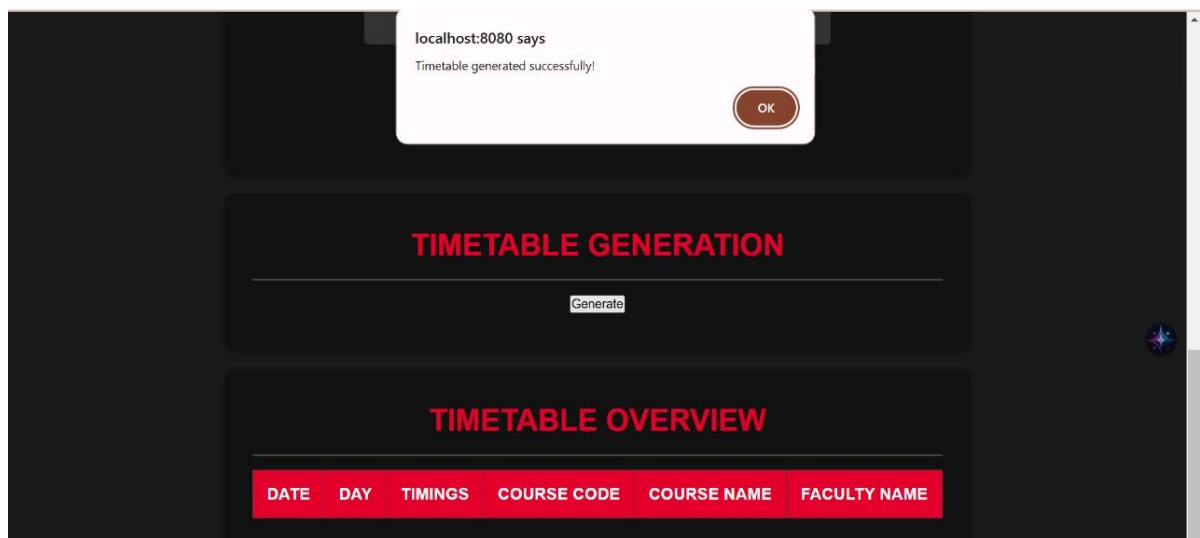 localhost:8080 says
Timetable generated successfully!
OK
TIMETABLE GENERATION
Generate
TIMETABLE OVERVIEW
DATE DAY TIMINGS COURSE CODE COURSE NAME FACULTY NAME